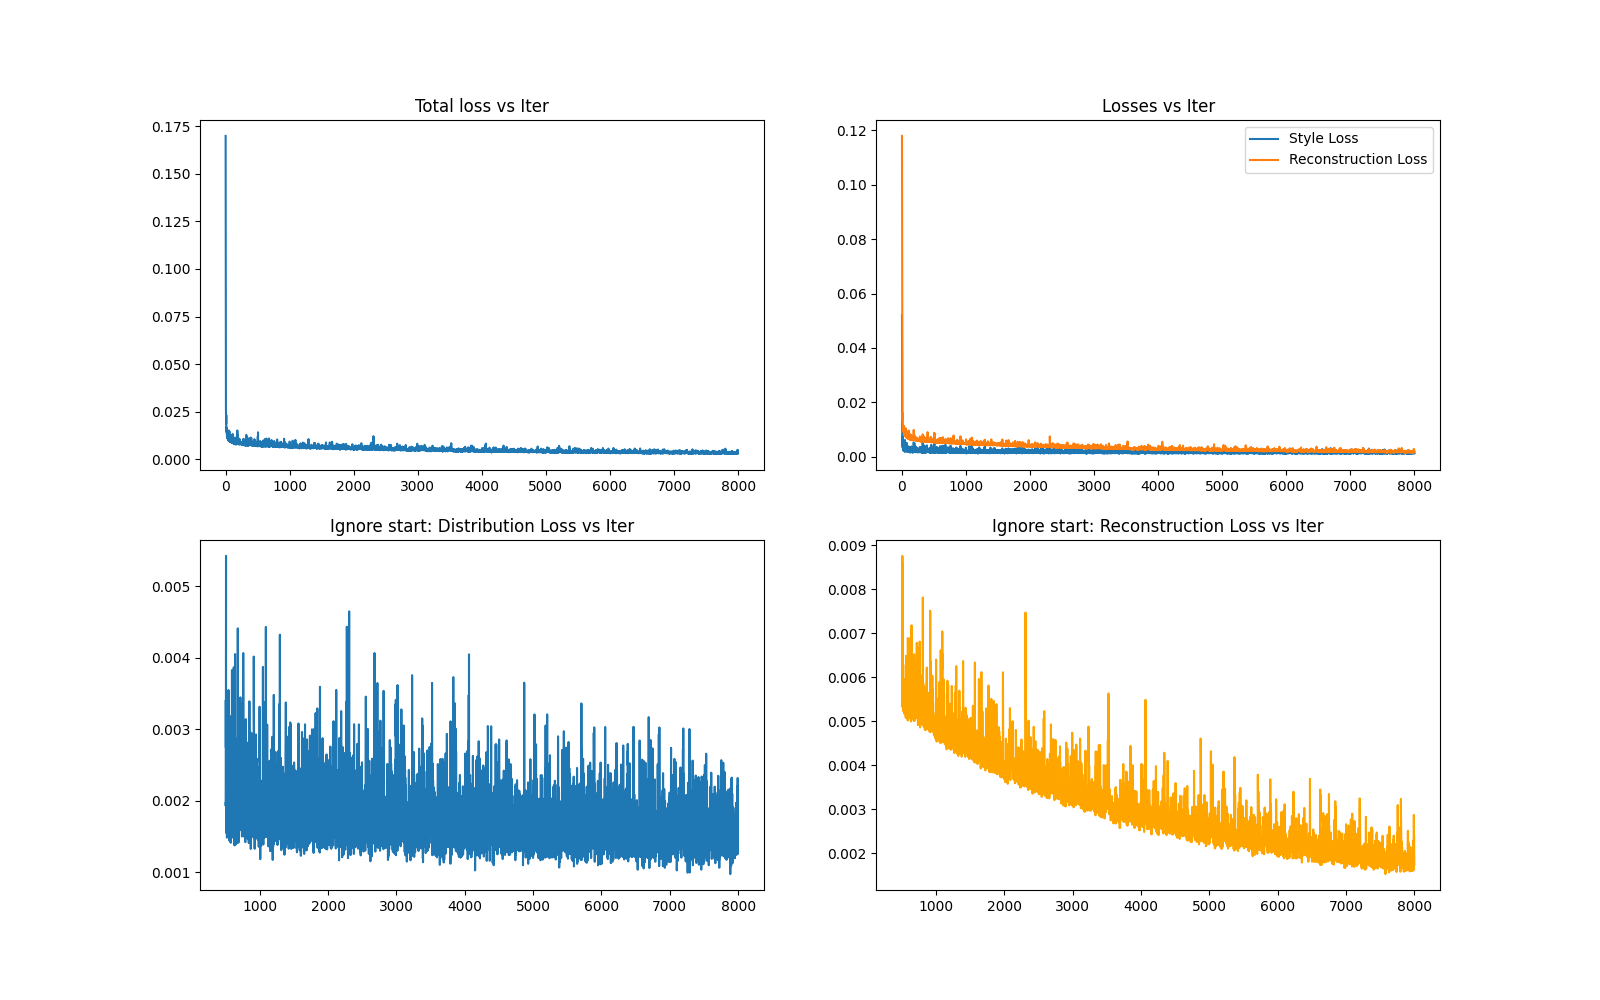 Total loss vs Iter
0.175
0.150
0.125
0.100
0.075
0.050
0.025
0.000
0 1000 2000 3000 4000 5000 6000 7000 8000
Losses vs Iter
0.12
0.10
0.08
0.06
0.04
0.02
0.00
Style Loss
Reconstruction Loss
0 1000 2000 3000 4000 5000 6000 7000 8000
Ignore start: Distribution Loss vs Iter
0.005
0.004
0.003
0.002
0.001
1000 2000 3000 4000 5000 6000 7000 8000
Ignore start: Reconstruction Loss vs Iter
0.009
0.008
0.007
0.006
0.005
0.004
0.003
0.002
1000 2000 3000 4000 5000 6000 7000 8000